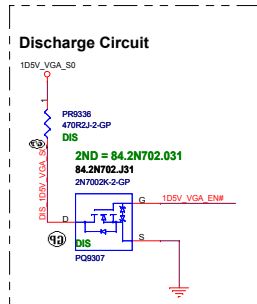 Discharge Circuit
1D5V_VGA_S0
1
PR9336
470R2J-2-GP
DIS
2
DIS_1D5V_VGA_S0
2ND = 84.2N702.031
84.2N702.J31
2N7002K-2-GP
G
1D5V_VGA_EN#
D
S
DIS
PQ9307